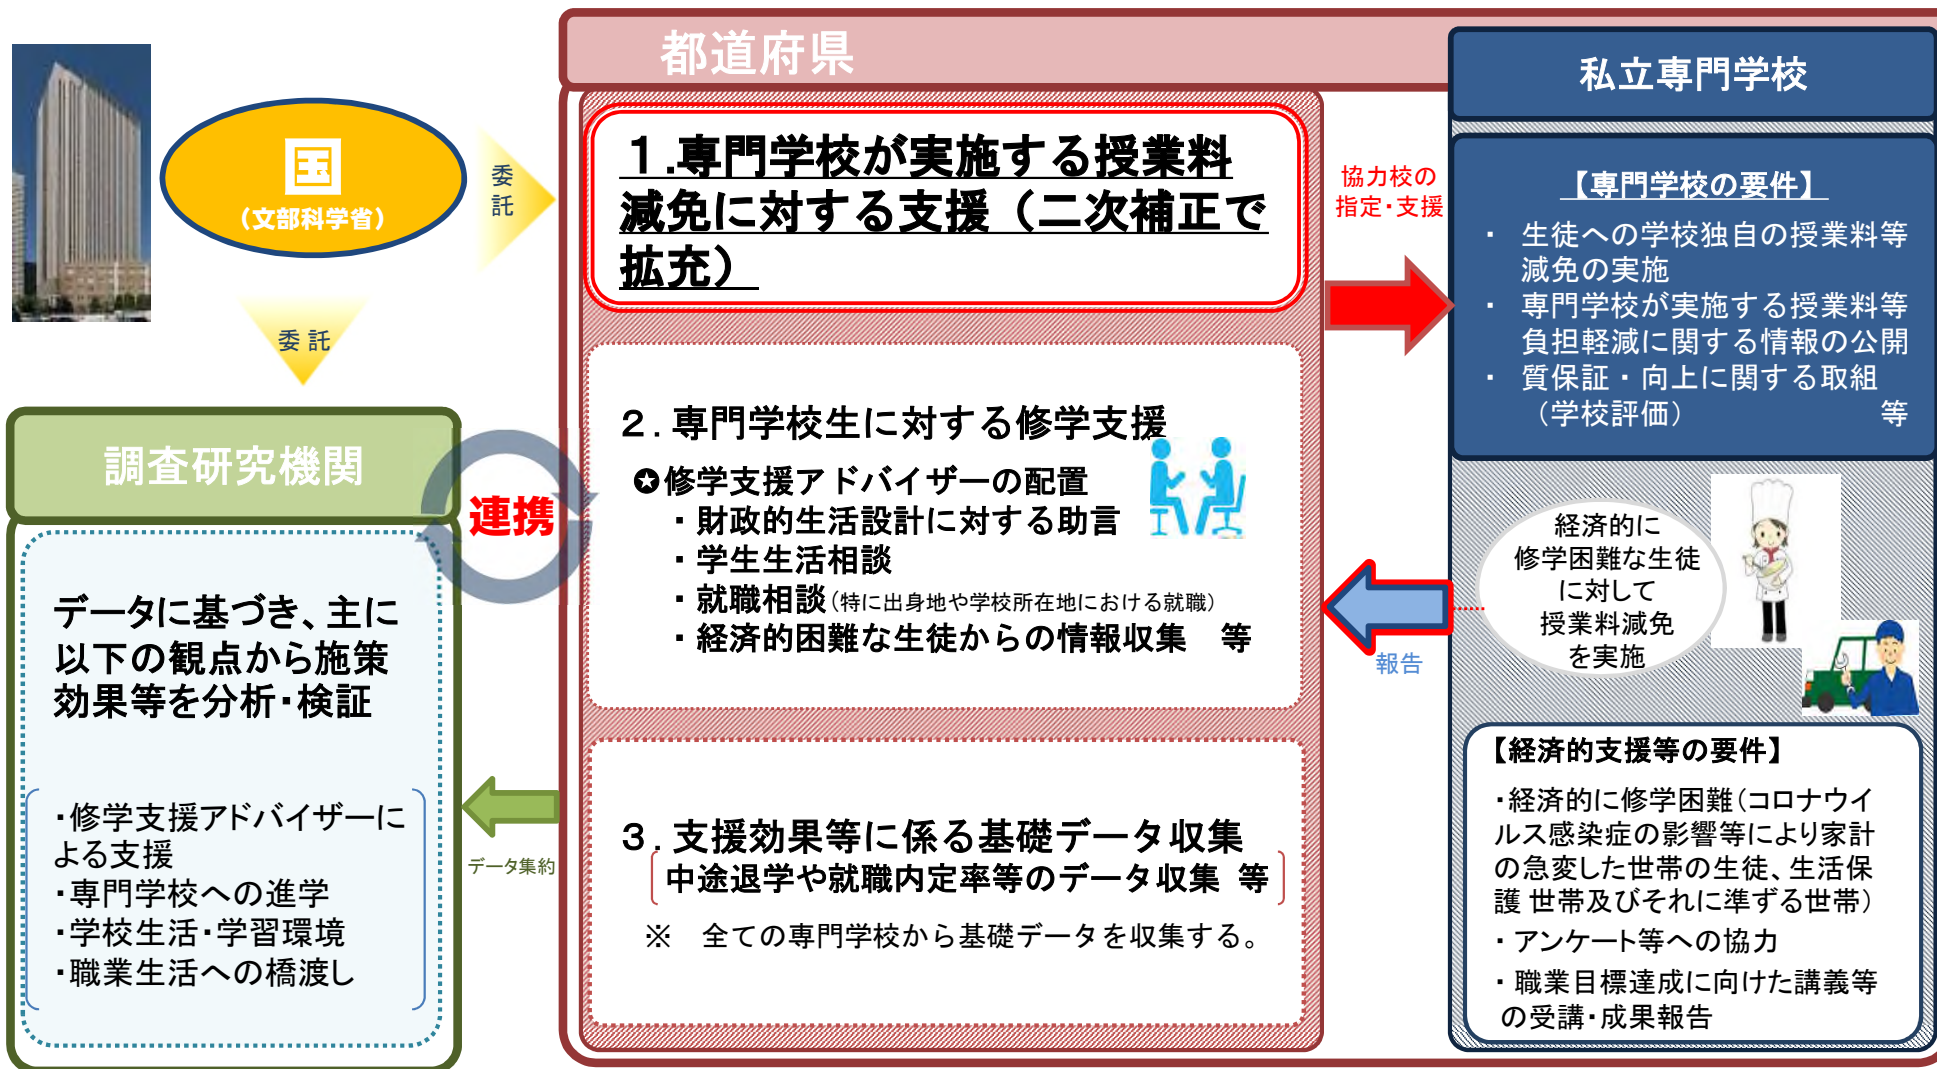 国
（文部科学省）
委
託
委 託
調査研究機関
データに基づき、主に
以下の観点から施策
効果等を分析・検証
・修学支援アドバイザーに
よる支援
・専門学校への進学
・学校生活・学習環境
・職業生活への橋渡し
連携
データ集約
都道府県
１.専門学校が実施する授業料
減免に対する支援（二次補正で
拡充）
２．専門学校生に対する修学支援
✪修学支援アドバイザーの配置
・財政的生活設計に対する助言
・学生生活相談
・就職相談（特に出身地や学校所在地における就職）
・経済的困難な生徒からの情報収集　等
３．支援効果等に係る基礎データ収集
中途退学や就職内定率等のデータ収集 等
※　全ての専門学校から基礎データを収集する。
協力校の
指定・支援
報告
私立専門学校
【専門学校の要件】
・ 生徒への学校独自の授業料等
減免の実施
・ 専門学校が実施する授業料等
負担軽減に関する情報の公開
・ 質保証・向上に関する取組
（学校評価）　等
経済的に
修学困難な生徒
に対して
授業料減免
を実施
【経済的支援等の要件】
・経済的に修学困難（コロナウイ
ルス感染症の影響等により家計
の急変した世帯の生徒、生活保
護 世帯及びそれに準ずる世帯）
・アンケート等への協力
・職業目標達成に向けた講義等
の受講・成果報告